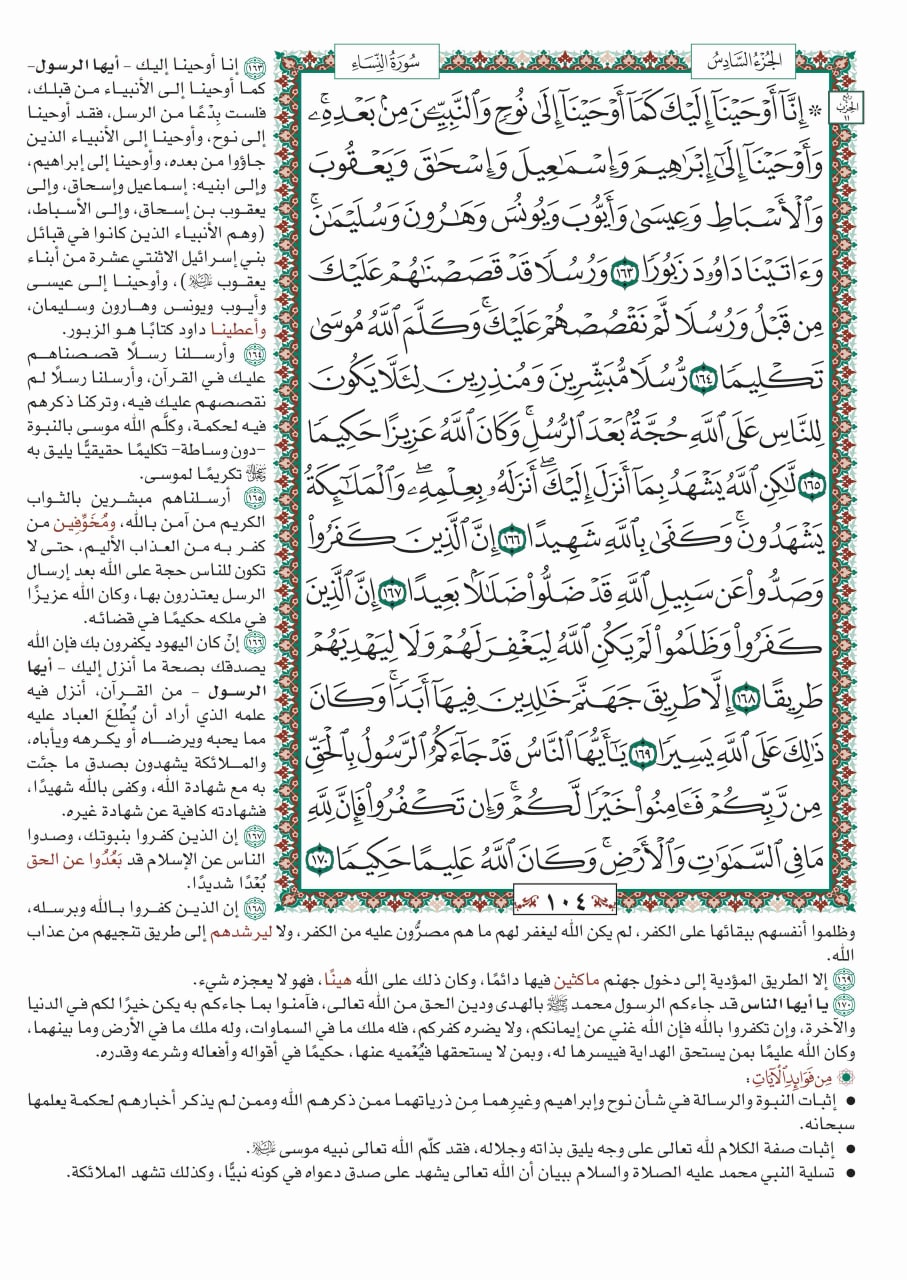 الجُزْءُ السَّادِسُ
سُورَةُ النِّسَاءِ
ربع
الحزب
١١
۞ إِنَّآ أَوْحَيْنَآ إِلَيْكَ كَمَآ أَوْحَيْنَآ إِلَىٰ نُوحٍ وَٱلنَّبِيِّـۧنَ مِنۢ بَعْدِهِۦۚ
وَأَوْحَيْنَآ إِلَىٰٓ إِبْرَٰهِيمَ وَإِسْمَٰعِيلَ وَإِسْحَٰقَ وَيَعْقُوبَ
وَٱلْأَسْبَاطِ وَعِيسَىٰ وَأَيُّوبَ وَيُونُسَ وَهَٰرُونَ وَسُلَيْمَٰنَۚ
وَءَاتَيْنَا دَاوُۥدَ زَبُورًا ١٦٣ وَرُسُلًا قَدْ قَصَصْنَٰهُمْ عَلَيْكَ
مِن قَبْلُ وَرُسُلًا لَّمْ نَقْصُصْهُمْ عَلَيْكَۚ وَكَلَّمَ ٱللَّهُ مُوسَىٰ
تَكْلِيمًا ١٦٤ رُّسُلًا مُّبَشِّرِينَ وَمُنذِرِينَ لِئَلَّا يَكُونَ
لِلنَّاسِ عَلَى ٱللَّهِ حُجَّةٌۢ بَعْدَ ٱلرُّسُلِۚ وَكَانَ ٱللَّهُ عَزِيزًا حَكِيمًا
١٦٥ لَّٰكِنِ ٱللَّهُ يَشْهَدُ بِمَآ أَنزَلَ إِلَيْكَۖ أَنزَلَهُۥ بِعِلْمِهِۦۖ وَٱلْمَلَٰٓئِكَةُ
يَشْهَدُونَۚ وَكَفَىٰ بِٱللَّهِ شَهِيدًا ١٦٦ إِنَّ ٱلَّذِينَ كَفَرُوا۟
وَصَدُّوا۟ عَن سَبِيلِ ٱللَّهِ قَدْ ضَلُّوا۟ ضَلَٰلًۢا بَعِيدًا ١٦٧ إِنَّ ٱلَّذِينَ
كَفَرُوا۟ وَظَلَمُوا۟ لَمْ يَكُنِ ٱللَّهُ لِيَغْفِرَ لَهُمْ وَلَا لِيَهْدِيَهُمْ
طَرِيقًا ١٦٨ إِلَّا طَرِيقَ جَهَنَّمَ خَٰلِدِينَ فِيهَآ أَبَدًاۚ وَكَانَ
ذَٰلِكَ عَلَى ٱللَّهِ يَسِيرًا ١٦٩ يَٰٓأَيُّهَا ٱلنَّاسُ قَدْ جَآءَكُمُ ٱلرَّسُولُ بِٱلْحَقِّ
مِن رَّبِّكُمْ فَـَٔامِنُوا۟ خَيْرًا لَّكُمْۚ وَإِن تَكْفُرُوا۟ فَإِنَّ لِلَّهِ
مَا فِى ٱلسَّمَٰوَٰتِ وَٱلْأَرْضِۚ وَكَانَ ٱللَّهُ عَلِيمًا حَكِيمًا ١٧٠
١٠٤
١٦٣ إنا أوحينا إليك - أيها الرسول-
كما أوحينا إلى الأنبياء من قبلك،
فلست بِدْعًا من الرسل، فقد أوحينا
إلى نوح، وأوحينا إلى الأنبياء الذين
جاؤوا من بعده، وأوحينا إلى إبراهيم،
وإلى ابنيه: إسماعيل وإسحاق، وإلى
يعقوب بن إسحاق، وإلى الأسباط،
(وهم الأنبياء الذين كانوا في قبائل
بني إسرائيل الاثنتي عشرة من أبناء
يعقوب عليه السلام)، وأوحينا إلى عيسى
وأيوب ويونس وهارون وسليمان،
وأعطينا داود كتابًا هو الزبور.
١٦٤ وأرسلنا رسلًا قصصناهم
عليك في القرآن، وأرسلنا رسلًا لم
نقصصهم عليك فيه، وتركنا ذكرهم
فيه لحكمة، وكلَّم الله موسى بالنبوة
-دون وساطة- تكليمًا حقيقيًّا يليق به
تكريمًا لموسى.
١٦٥ أرسلناهم مبشرين بالثواب
الكريم من آمن بالله، ومُخَوِّفِين من
كفر به من العذاب الأليم، حتى لا
تكون للناس حجة على الله بعد إرسال
الرسل يعتذرون بها، وكان الله عزيزًا
في ملكه حكيمًا في قضائه.
١٦٦ إنْ كان اليهود يكفرون بك فإن الله
يصدقك بصحة ما أنزل إليك - أيها
الرسول - من القرآن، أنزل فيه
علمه الذي أراد أن يُطْلِعَ العباد عليه
مما يحبه ويرضاه أو يكرهه ويأباه،
والملائكة يشهدون بصدق ما جئت
به مع شهادة الله، وكفى بالله شهيدًا،
فشهادته كافية عن شهادة غيره.
١٦٧ إن الذين كفروا بنبوتك، وصدوا
الناس عن الإسلام قد بَعُدُوا عن الحق
بُعْدًا شديدًا.
١٦٨ إن الذين كفروا بالله وبرسله،
وظلموا أنفسهم ببقائها على الكفر، لم يكن الله ليغفر لهم ما هم مصرُّون عليه من الكفر، ولا ليرشدهم إلى طريق تنجيهم من عذاب
الله.
١٦٩ إلا الطريق المؤدية إلى دخول جهنم ماكثين فيها دائمًا، وكان ذلك على الله هينًا، فهو لا يعجزه شيء.
١٧٠ يا أيها الناس قد جاءكم الرسول محمد ﷺ بالهدى ودين الحق من الله تعالى، فآمنوا بما جاءكم به يكن خيرًا لكم في الدنيا
والآخرة، وإن تكفروا بالله فإن الله غني عن إيمانكم، ولا يضره كفركم، فله ملك ما في السماوات، وله ملك ما في الأرض وما بينهما،
وكان الله عليمًا بمن يستحق الهداية فييسرها له، وبمن لا يستحقها فيُعْميه عنها، حكيمًا في أقواله وأفعاله وشرعه وقدره.
مِن فَوَائِدِ الآيَاتِ:
• إثبات النبوة والرسالة في شأن نوح وإبراهيم وغيرِهما مِن ذرياتهما ممن ذكرهم الله وممن لم يذكر أخبارهم لحكمة يعلمها
سبحانه.
• إثبات صفة الكلام لله تعالى على وجه يليق بذاته وجلاله، فقد كلّم الله تعالى نبيه موسى عليه السلام.
• تسلية النبي محمد عليه الصلاة والسلام ببيان أن الله تعالى يشهد على صدق دعواه في كونه نبيًّا، وكذلك تشهد الملائكة.